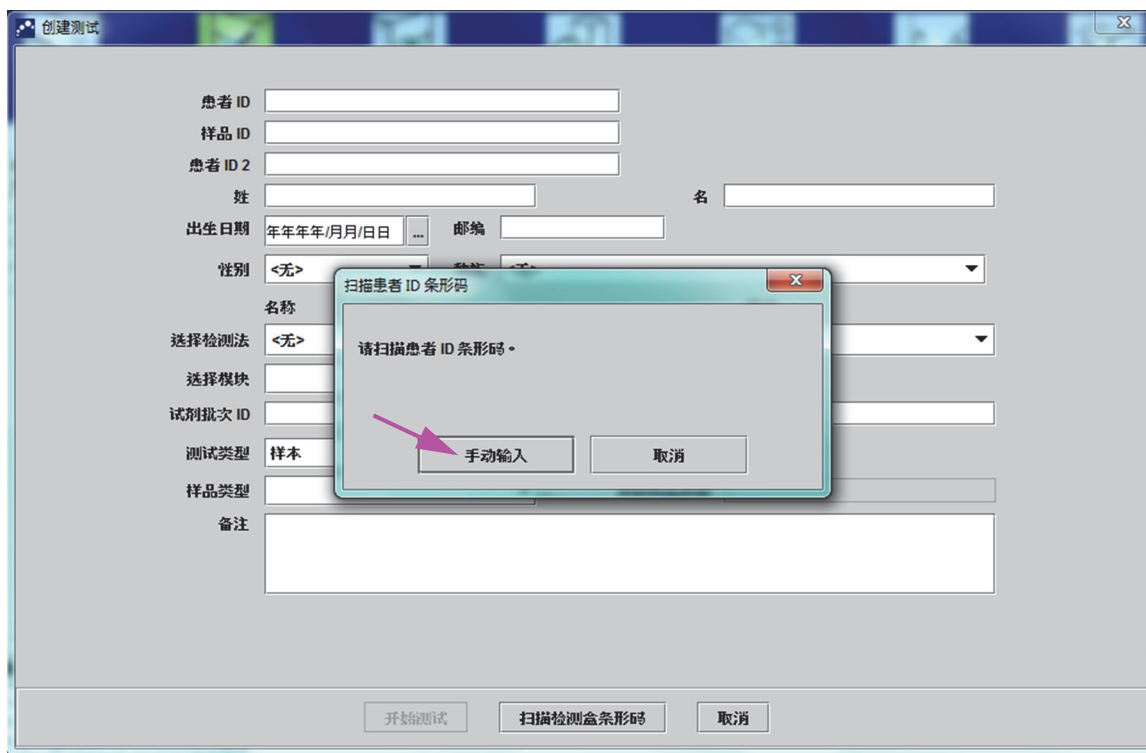 创建测试
患者 ID
样品 ID
患者 ID 2
姓
名
出生日期 年年年年/月月/日日 ... 邮编
性别 <无>
扫描患者 ID 条形码
名称
选择检测法 <无>
请扫描患者 ID 条形码。
选择模块
试剂批次 ID
测试类型 样本
手动输入 取消
样品类型
备注
开始测试 扫描检测盒条形码 取消